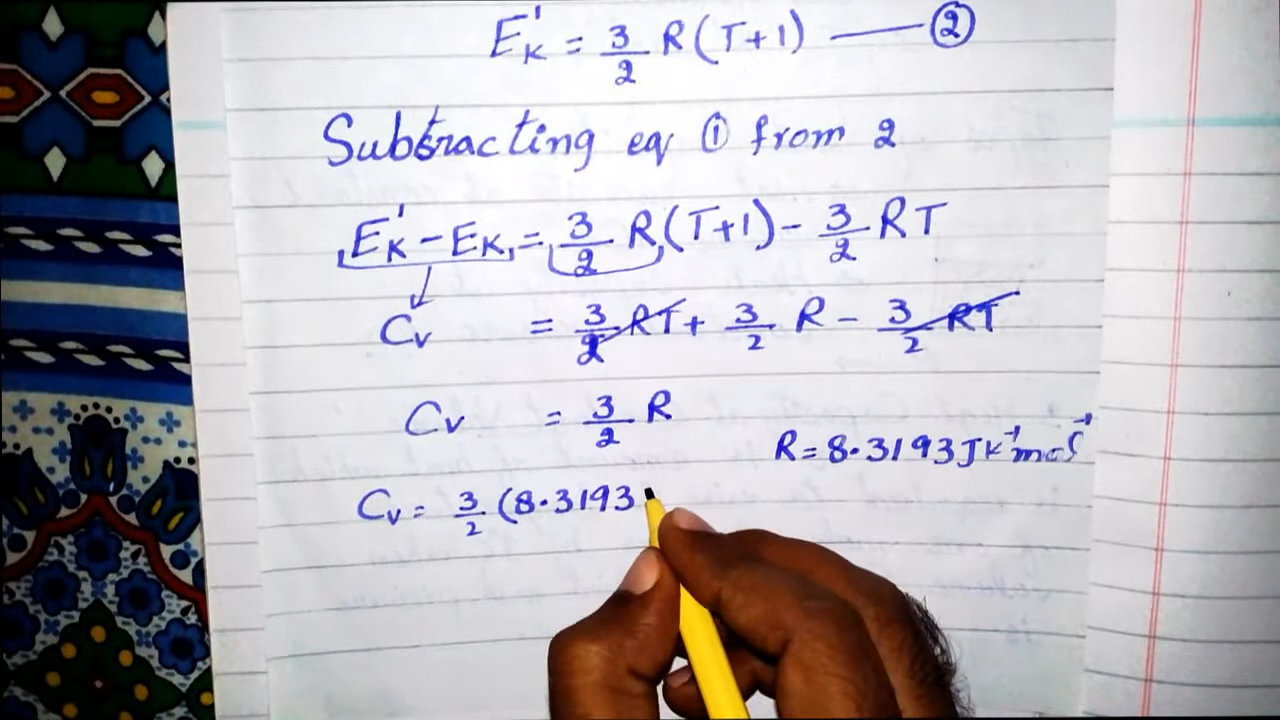 E'K = 3/2 R(T+1) —— ②
Subtracting eq ① from 2
E'K - EK = 3/2 R(T+1) - 3/2 RT
Cv = 3/2 RT + 3/2 R - 3/2 RT
Cv = 3/2 R
R = 8.3193 JK⁻¹mol⁻¹
Cv = 3/2 (8.3193